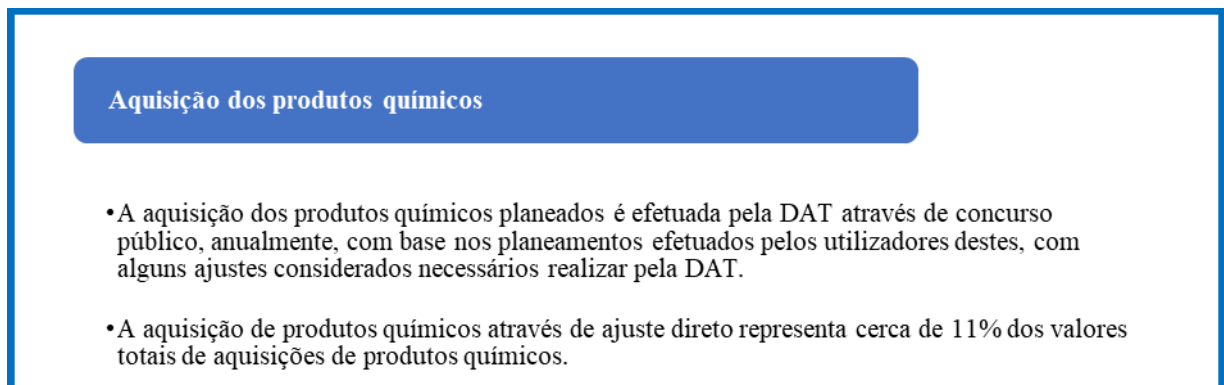 Aquisição dos produtos químicos
•A aquisição dos produtos químicos planeados é efetuada pela DAT através de concurso
público, anualmente, com base nos planeamentos efetuados pelos utilizadores destes, com
alguns ajustes considerados necessários realizar pela DAT.
•A aquisição de produtos químicos através de ajuste direto representa cerca de 11% dos valores
totais de aquisições de produtos químicos.